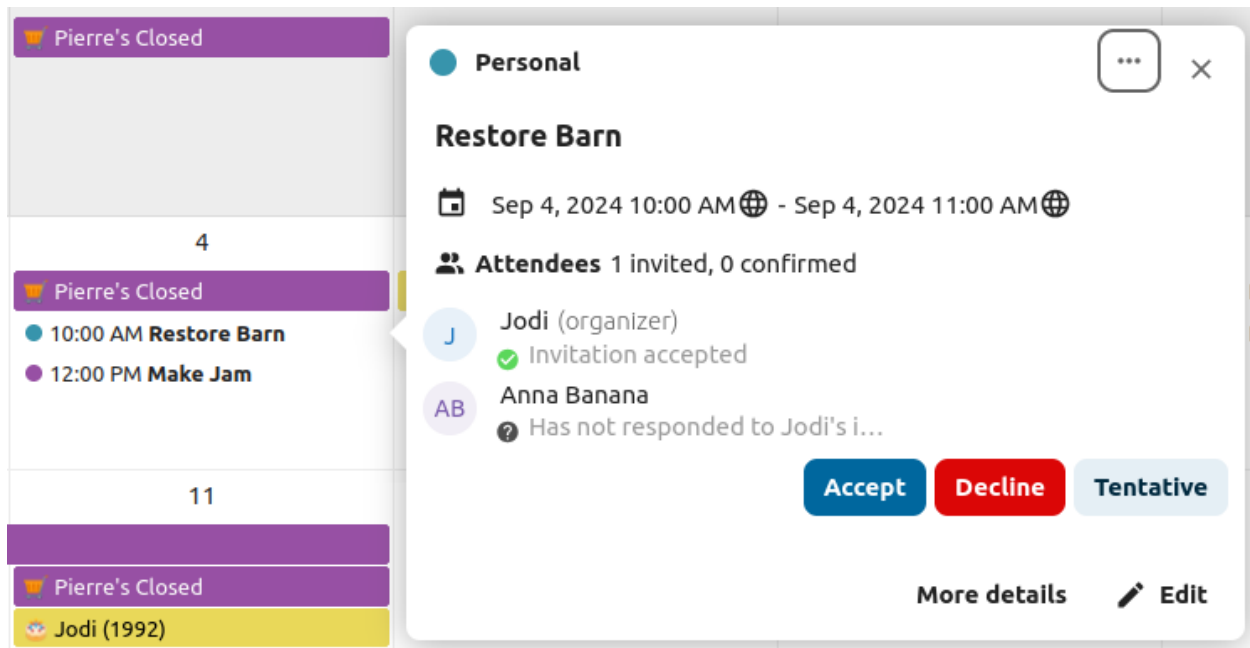 Pierre's Closed
4
Pierre's Closed
10:00 AM Restore Barn
12:00 PM Make Jam
11
Pierre's Closed
Jodi (1992)
Personal
Restore Barn
Sep 4, 2024 10:00 AM - Sep 4, 2024 11:00 AM
Attendees 1 invited, 0 confirmed
J
Jodi (organizer)
Invitation accepted
AB
Anna Banana
Has not responded to Jodi's i...
Accept Decline Tentative
More details Edit